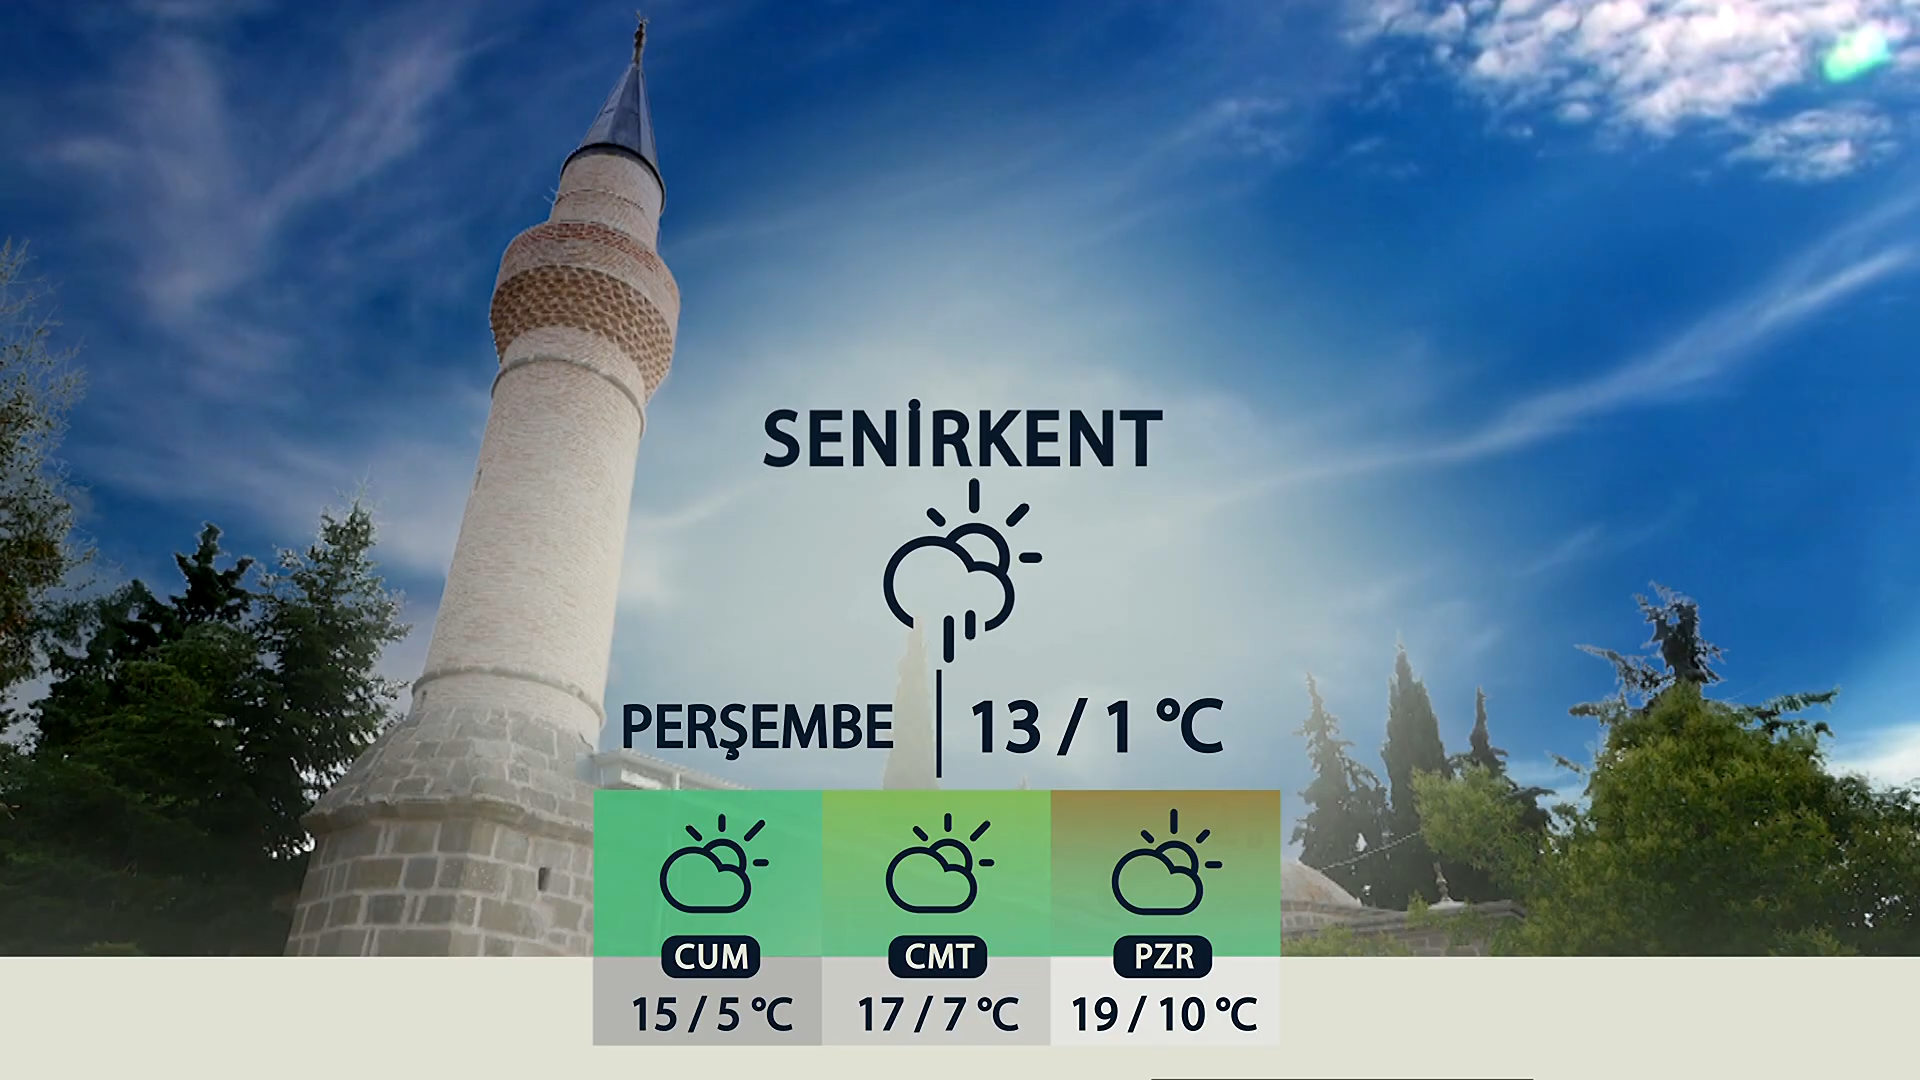 SENİRKENT
PERŞEMBE 13 / 1 °C
CUM CMT PZR
15 / 5 °C 17 / 7 °C 19 / 10 °C